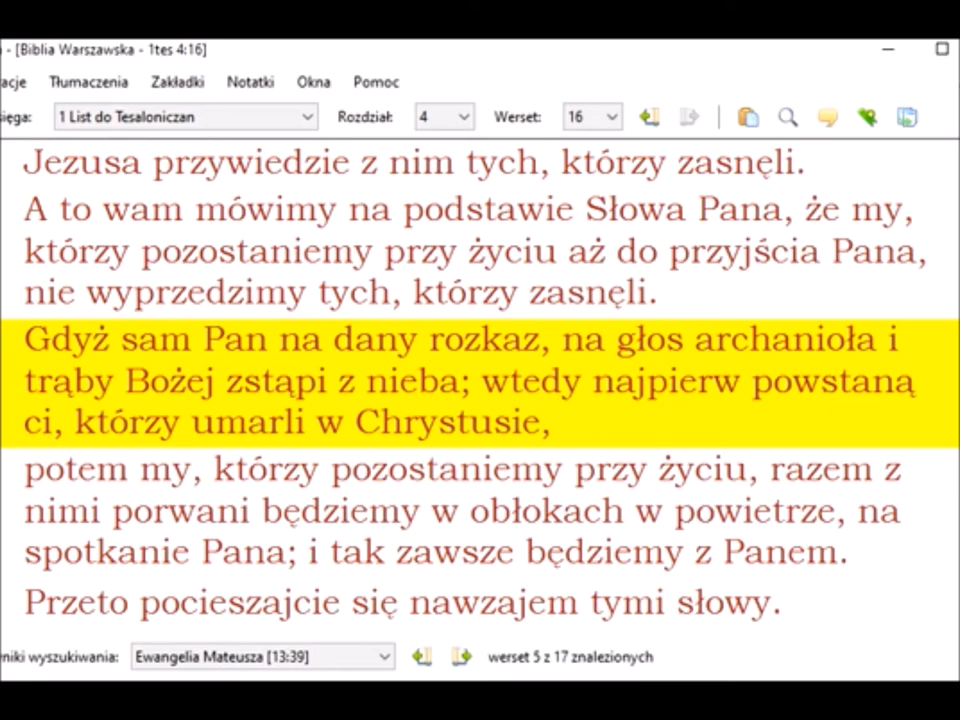 - [Biblia Warszawska - 1tes 4:16]
acje Tłumaczenia Zakładki Notatki Okna Pomoc
ięga: 1 List do Tesaloniczan Rozdział: 4 Werset: 16
Jezusa przywiedzie z nim tych, którzy zasnęli.
A to wam mówimy na podstawie Słowa Pana, że my,
którzy pozostaniemy przy życiu aż do przyjścia Pana,
nie wyprzedzimy tych, którzy zasnęli.
Gdyż sam Pan na dany rozkaz, na głos archanioła i
trąby Bożej zstąpi z nieba; wtedy najpierw powstaną
ci, którzy umarli w Chrystusie,
potem my, którzy pozostaniemy przy życiu, razem z
nimi porwani będziemy w obłokach w powietrze, na
spotkanie Pana; i tak zawsze będziemy z Panem.
Przeto pocieszajcie się nawzajem tymi słowy.
niki wyszukiwania: Ewangelia Mateusza [13:39] werset 5 z 17 znalezionych